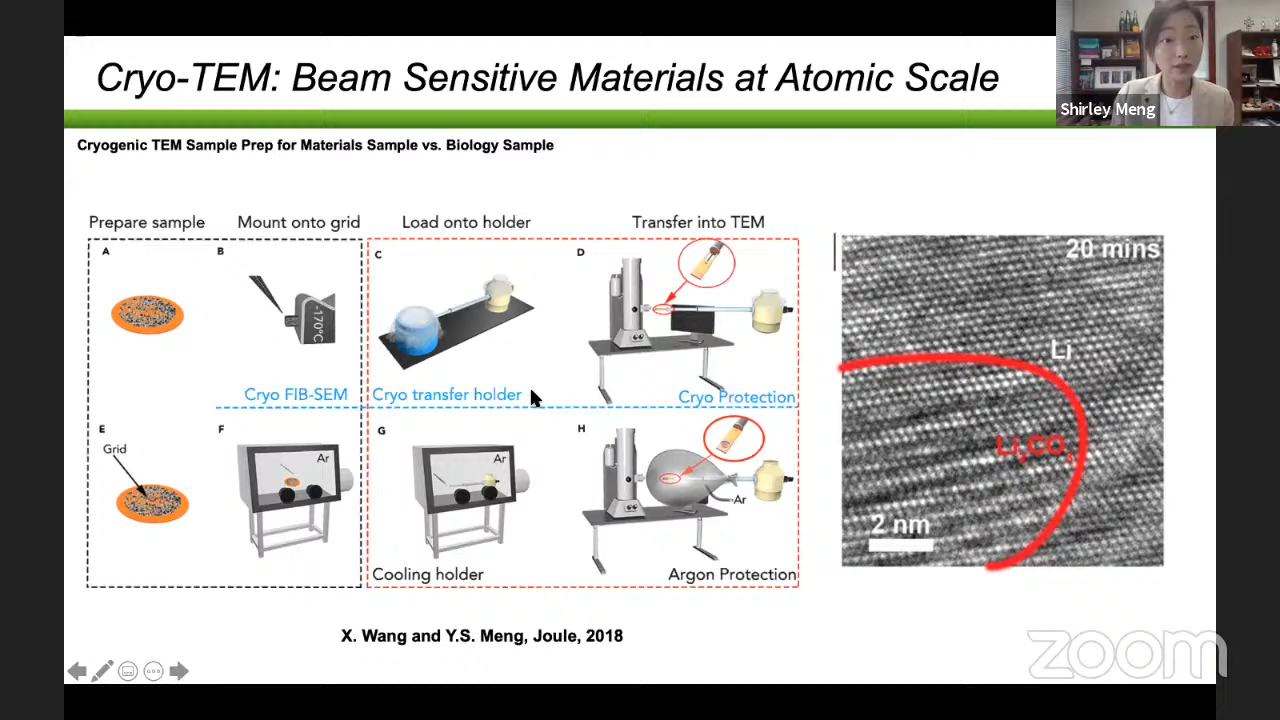 Cryo-TEM: Beam Sensitive Materials at Atomic Scale
Shirley Meng
Cryogenic TEM Sample Prep for Materials Sample vs. Biology Sample
Prepare sample
Mount onto grid
Load onto holder
Transfer into TEM
A
B
C
D
-170°C
Cryo FIB-SEM
Cryo transfer holder
Cryo Protection
E
F
G
H
Grid
Ar
Ar
Ar
Cooling holder
Argon Protection
20 mins
Li
Li₂CO₃
2 nm
X. Wang and Y.S. Meng, Joule, 2018
zoom